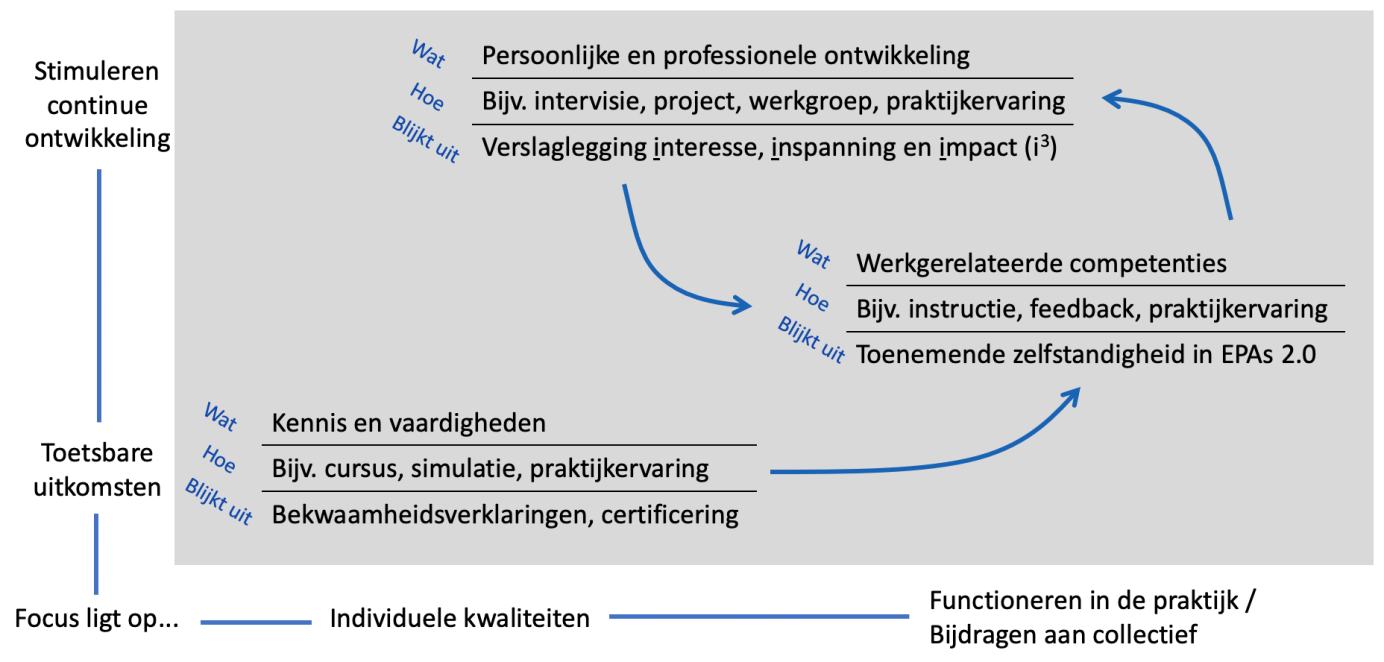 Stimuleren
continue
ontwikkeling
Wat
Persoonlijke en professionele ontwikkeling
Hoe
Bijv. intervisie, project, werkgroep, praktijkervaring
Blijkt uit
Verslaglegging interesse, inspanning en impact (i³)
Wat
Werkgerelateerde competenties
Hoe
Bijv. instructie, feedback, praktijkervaring
Blijkt uit
Toenemende zelfstandigheid in EPAs 2.0
Toetsbare
uitkomsten
Wat
Kennis en vaardigheden
Hoe
Bijv. cursus, simulatie, praktijkervaring
Blijkt uit
Bekwaamheidsverklaringen, certificering
Focus ligt op...
Individuele kwaliteiten
Functioneren in de praktijk /
Bijdragen aan collectief